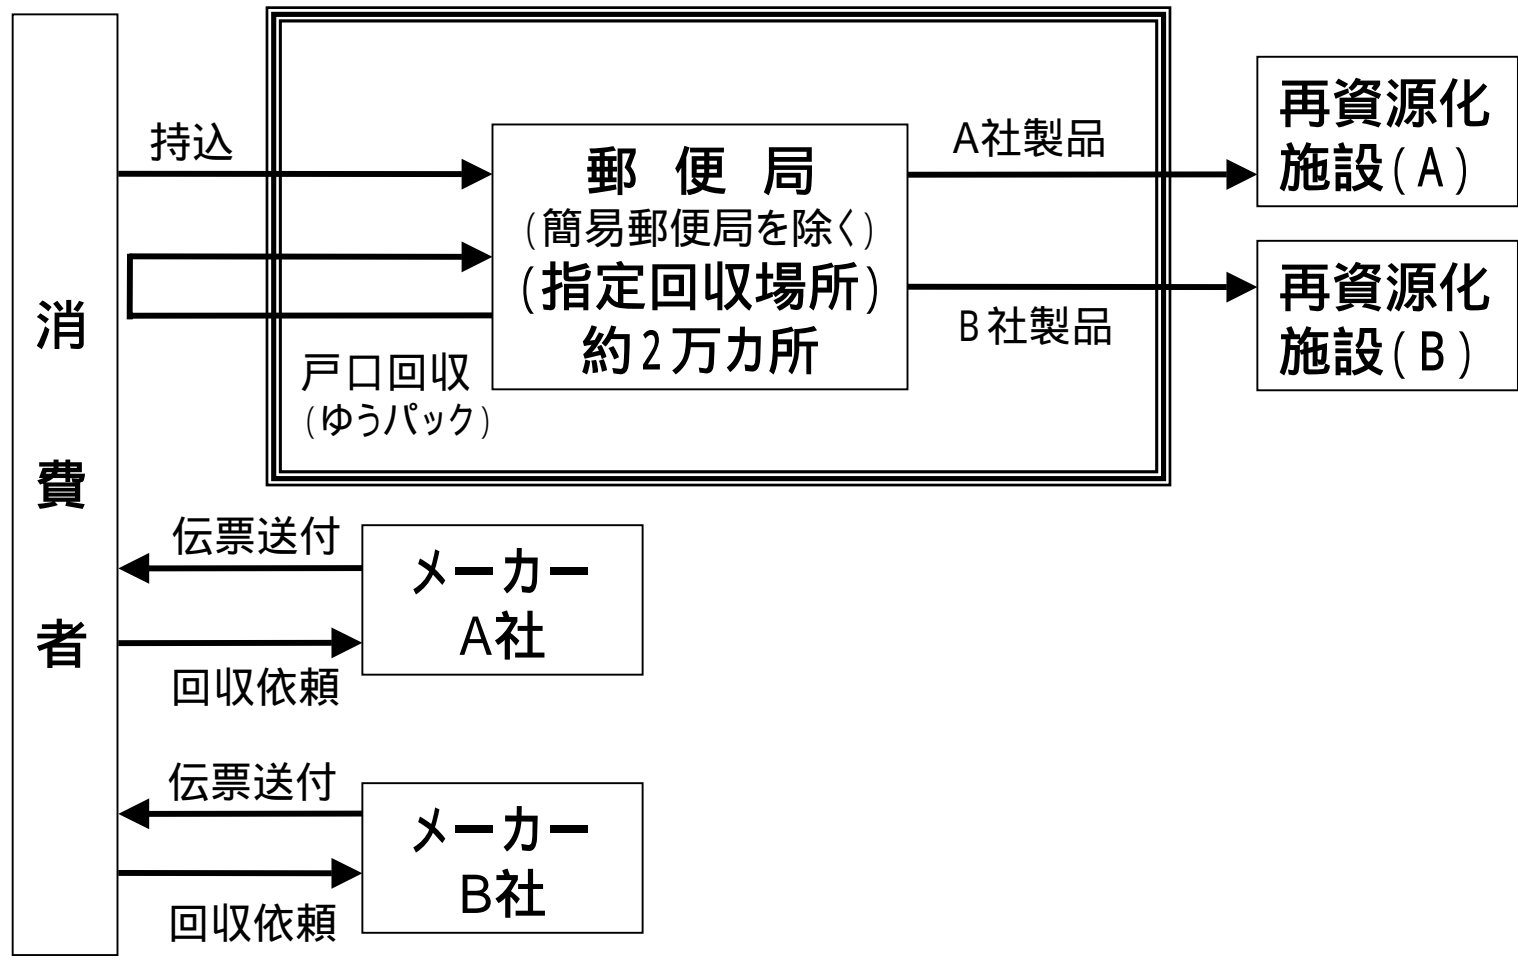 消費者
持込
郵便局
(簡易郵便局を除く)
(指定回収場所)
約2万カ所
戸口回収
(ゆうパック)
A社製品
B社製品
再資源化
施設(A)
再資源化
施設(B)
伝票送付
メーカー
A社
回収依頼
伝票送付
メーカー
B社
回収依頼